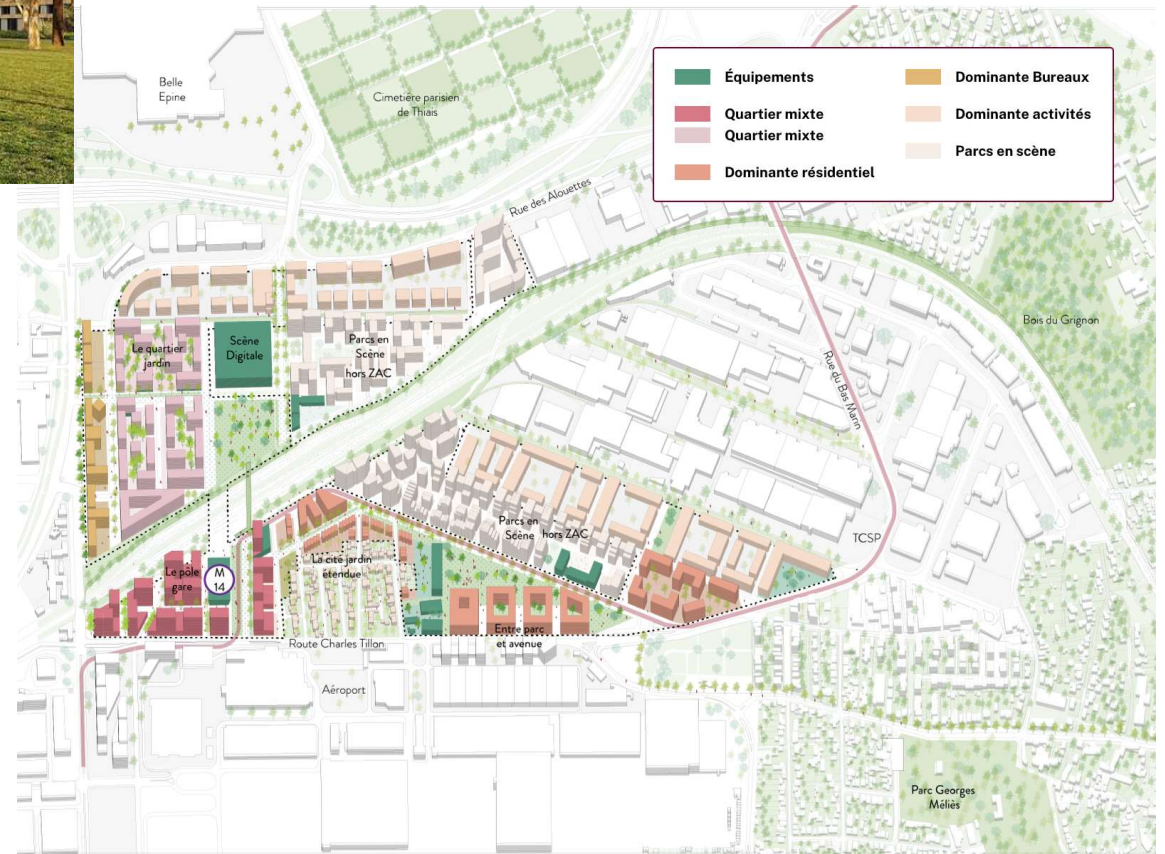 Belle
Epine
Cimetière parisien
de Thiais
Équipements
Quartier mixte
Quartier mixte
Dominante résidentiel
Dominante Bureaux
Dominante activités
Parcs en scène
Rue des Alouettes
Bois du Grignon
Le quartier
jardin
Scène
Digitale
Parcs en
Scène
hors ZAC
Rue du Bas Marin
Parcs en
Scène hors ZAC
TCSP
Le pôle
gare
M
14
La cité jardin
étendue
Entre parc
et avenue
Route Charles Tillon
Aéroport
Parc Georges
Méliès